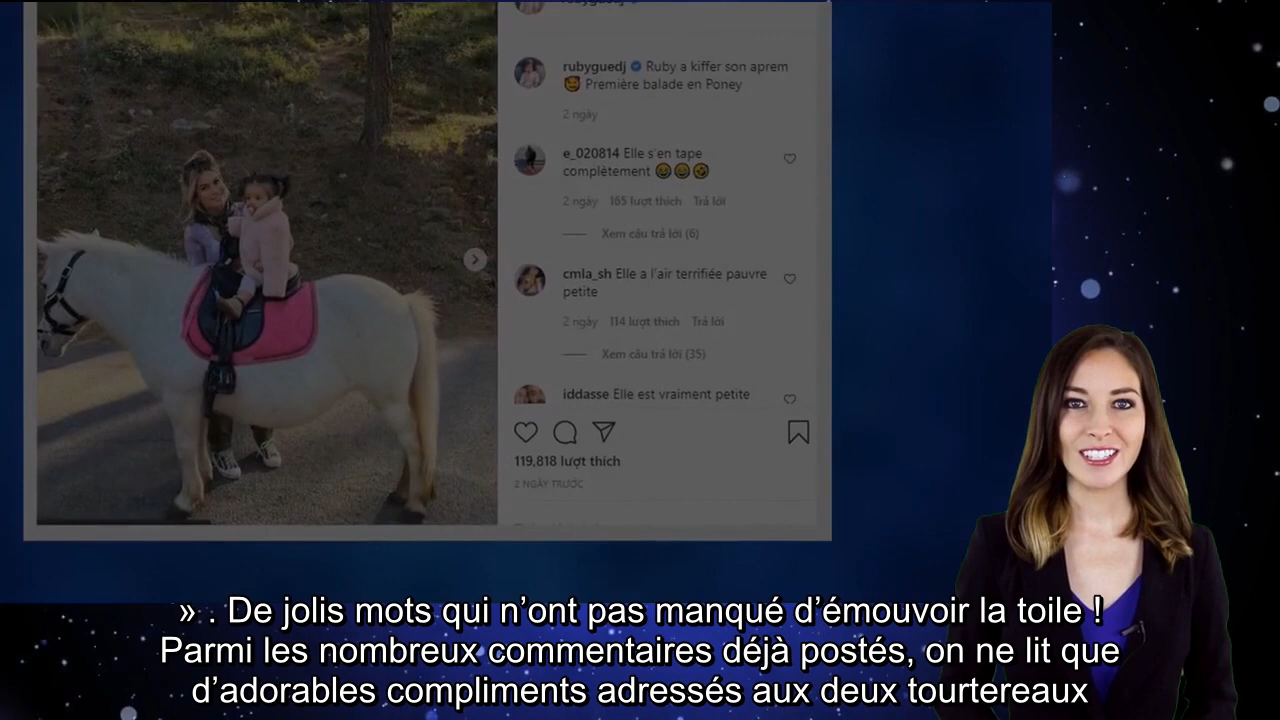 rubyguedj Ruby a kiffer son aprem
🥰 Première balade en Poney
2 ngày
e_020814 Elle s'en tape
complètement 😂😂🤣
2 ngày 165 lượt thích Trả lời
Xem câu trả lời (6)
cmla_sh Elle a l'air terrifiée pauvre
petite
2 ngày 114 lượt thích Trả lời
Xem câu trả lời (35)
iddasse Elle est vraiment petite
119,818 lượt thích
2 NGÀY TRƯỚC
» . De jolis mots qui n’ont pas manqué d’émouvoir la toile !
Parmi les nombreux commentaires déjà postés, on ne lit que
d’adorables compliments adressés aux deux tourtereaux